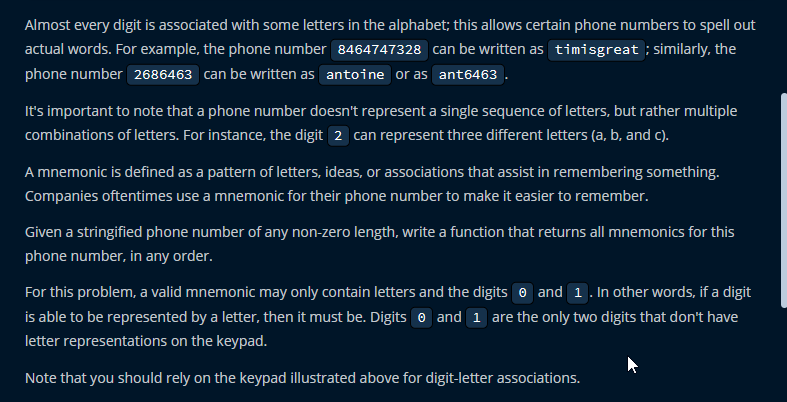 Almost every digit is associated with some letters in the alphabet; this allows certain phone numbers to spell out
actual words. For example, the phone number 8464747328 can be written as timisgreat ; similarly, the
phone number 2686463 can be written as antoine or as ant6463 .
It's important to note that a phone number doesn't represent a single sequence of letters, but rather multiple
combinations of letters. For instance, the digit 2 can represent three different letters (a, b, and c).
A mnemonic is defined as a pattern of letters, ideas, or associations that assist in remembering something.
Companies oftentimes use a mnemonic for their phone number to make it easier to remember.
Given a stringified phone number of any non-zero length, write a function that returns all mnemonics for this
phone number, in any order.
For this problem, a valid mnemonic may only contain letters and the digits 0 and 1 . In other words, if a digit
is able to be represented by a letter, then it must be. Digits 0 and 1 are the only two digits that don't have
letter representations on the keypad.
Note that you should rely on the keypad illustrated above for digit-letter associations.